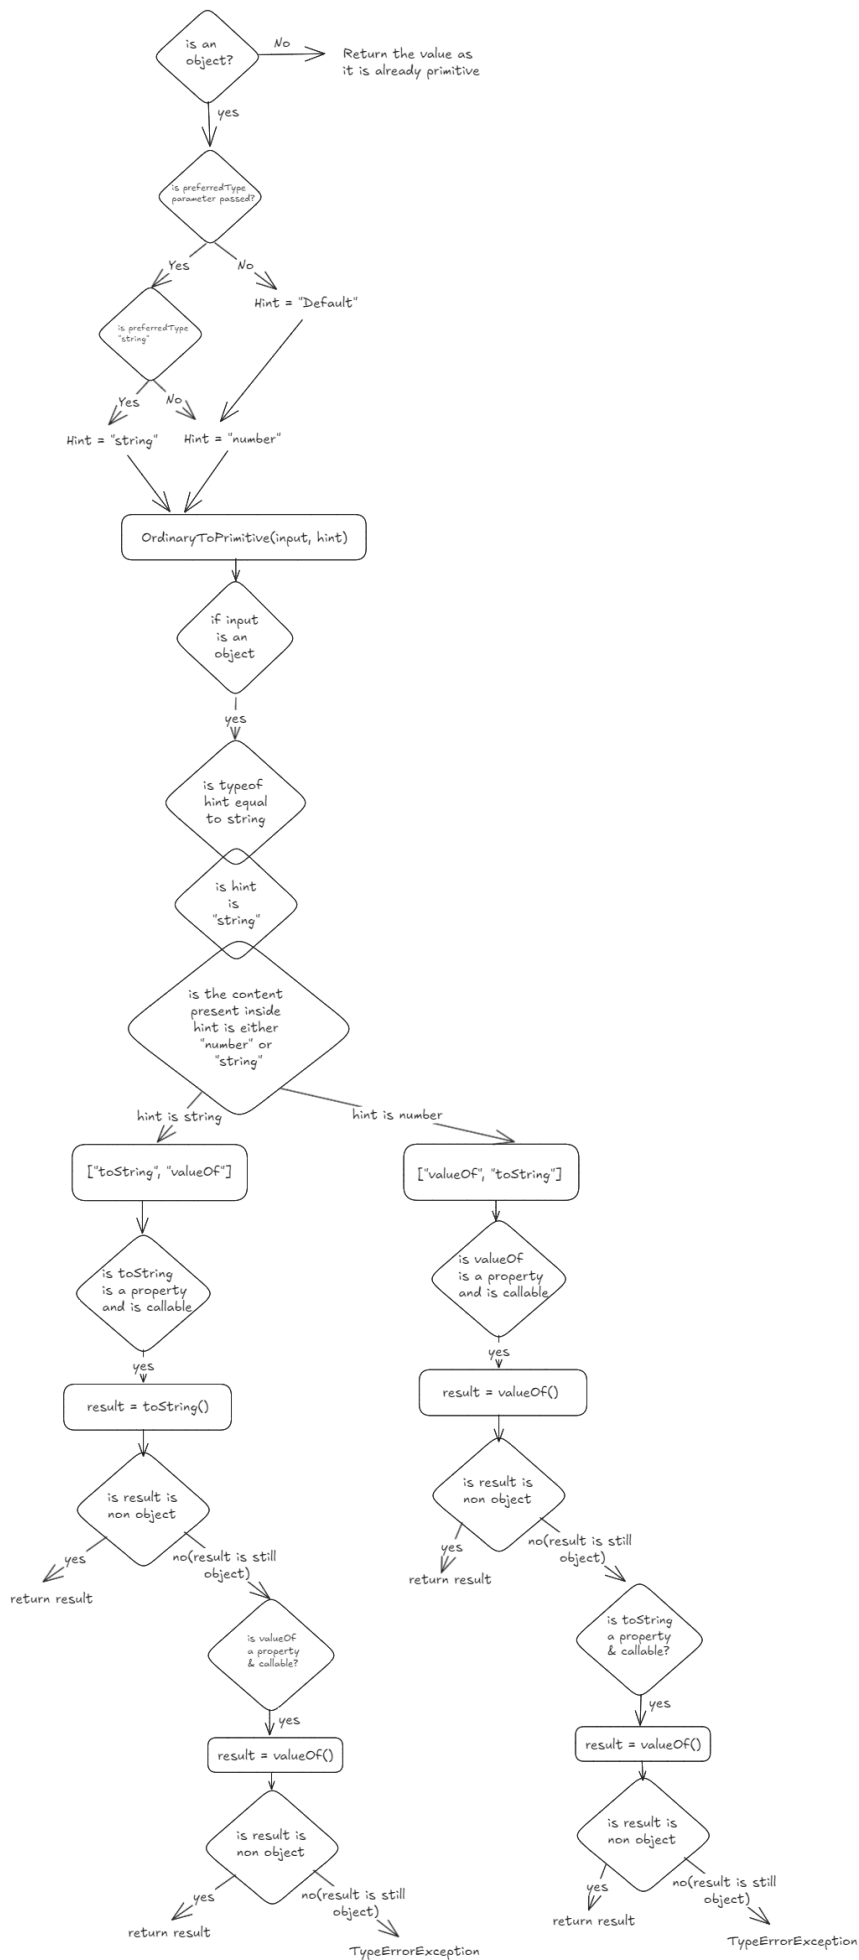 is an
object?
No
Return the value as
it is already primitive
yes
is preferredType
parameter passed?
Yes
No
Hint = "Default"
is preferredType
"string"
Yes
No
Hint = "string"
Hint = "number"
OrdinaryToPrimitive(input, hint)
if input
is an
object
yes
is typeof
hint equal
to string
is hint
is
"string"
is the content
present inside
hint is either
"number" or
"string"
hint is string
hint is number
["toString", "valueOf"]
["valueOf", "toString"]
is toString
is a property
and is callable
is valueOf
is a property
and is callable
yes
yes
result = toString()
result = valueOf()
is result is
non object
is result is
non object
yes
no(result is still
object)
return result
yes
no(result is still
object)
return result
is valueOf
a property
& callable?
is toString
a property
& callable?
yes
yes
result = valueOf()
result = valueOf()
is result is
non object
is result is
non object
yes
no(result is still
object)
return result
TypeErrorException
yes
no(result is still
object)
return result
TypeErrorException